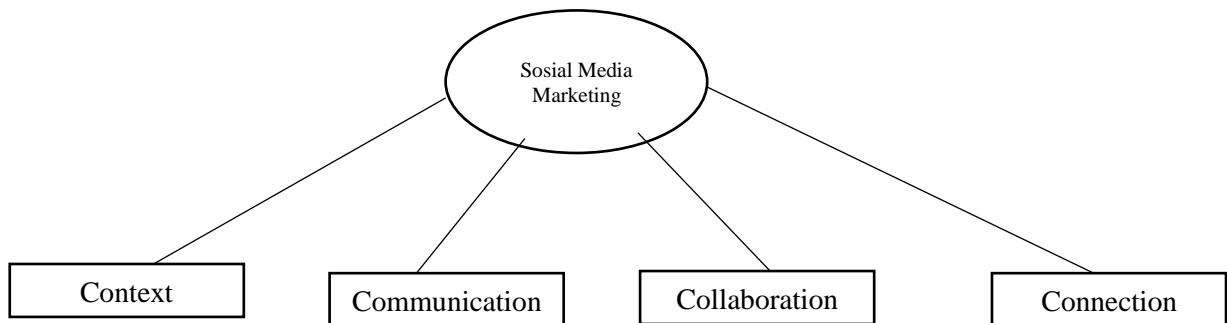 Sosial Media
Marketing
Context
Communication
Collaboration
Connection